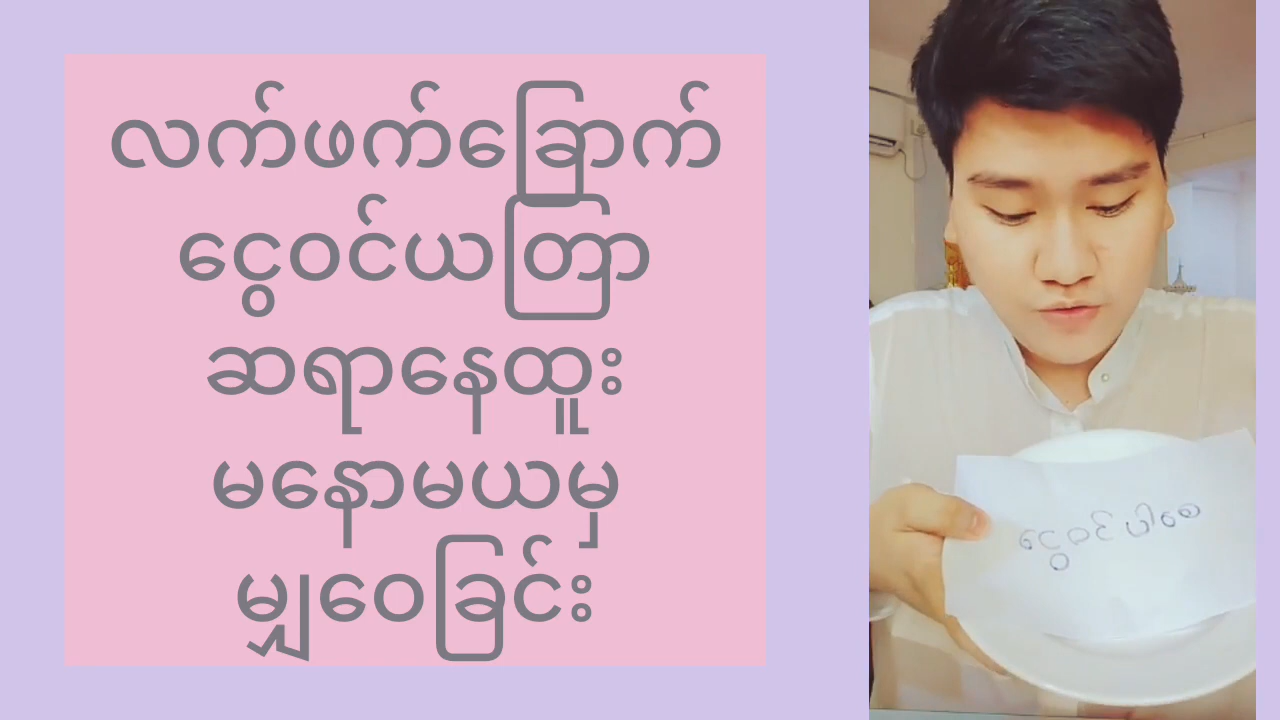 လက်ဖက်ခြောက်
ငွေဝင်ယတြာ
ဆရာနေထူး
မနောမယမှ
မျှဝေခြင်း
ငွေဝင်ပါစေ